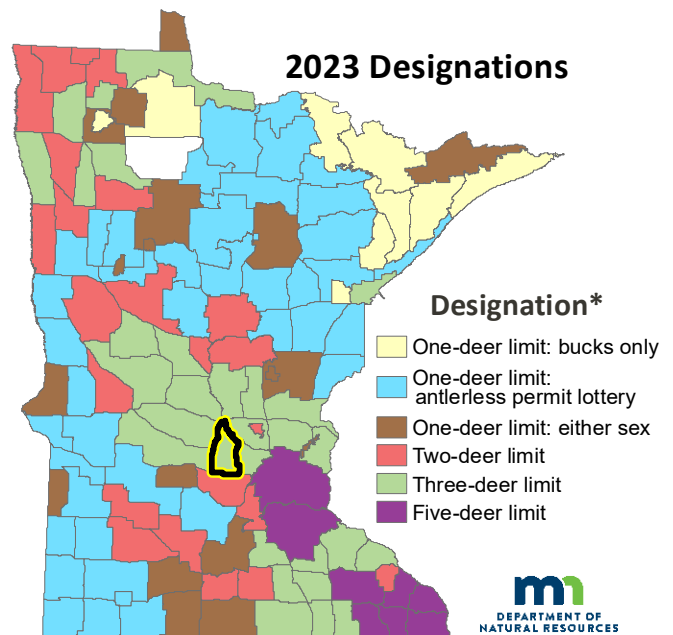 2023 Designations
Designation*
One-deer limit: bucks only
One-deer limit:
antlerless permit lottery
One-deer limit: either sex
Two-deer limit
Three-deer limit
Five-deer limit
mn
DEPARTMENT OF
NATURAL RESOURCES